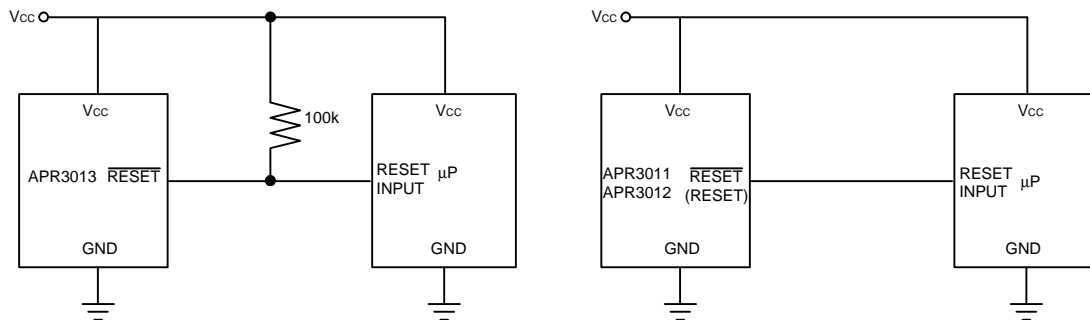 Vcc
Vcc
100k
APR3013 RESET
RESET μP
INPUT
GND
GND
Vcc
Vcc
Vcc
Vcc
APR3011 RESET
APR3012 (RESET)
RESET μP
INPUT
GND
GND